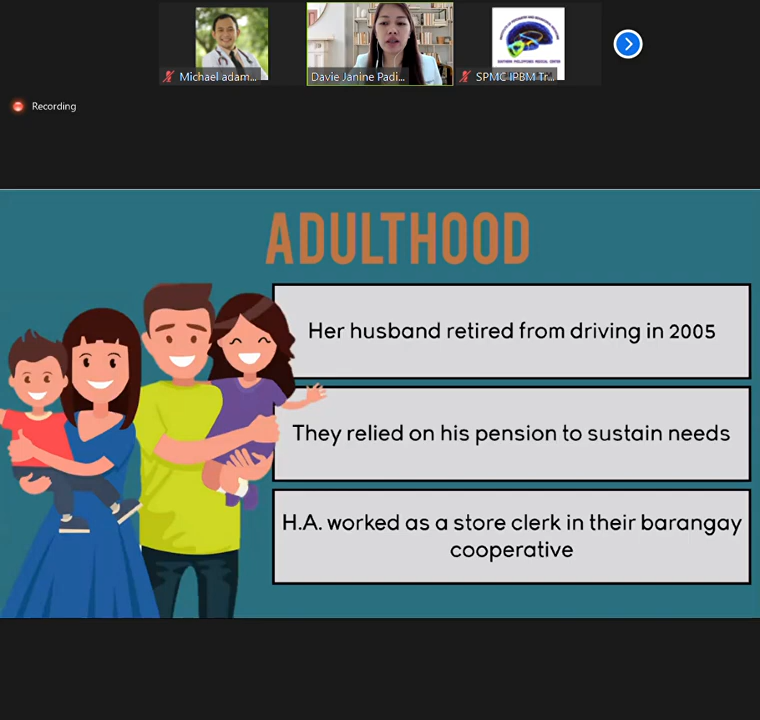 Michael adam...
Davie Janine Padi...
SPMC IPBM Tr...
Recording
ADULTHOOD
Her husband retired from driving in 2005
They relied on his pension to sustain needs
H.A. worked as a store clerk in their barangay
cooperative